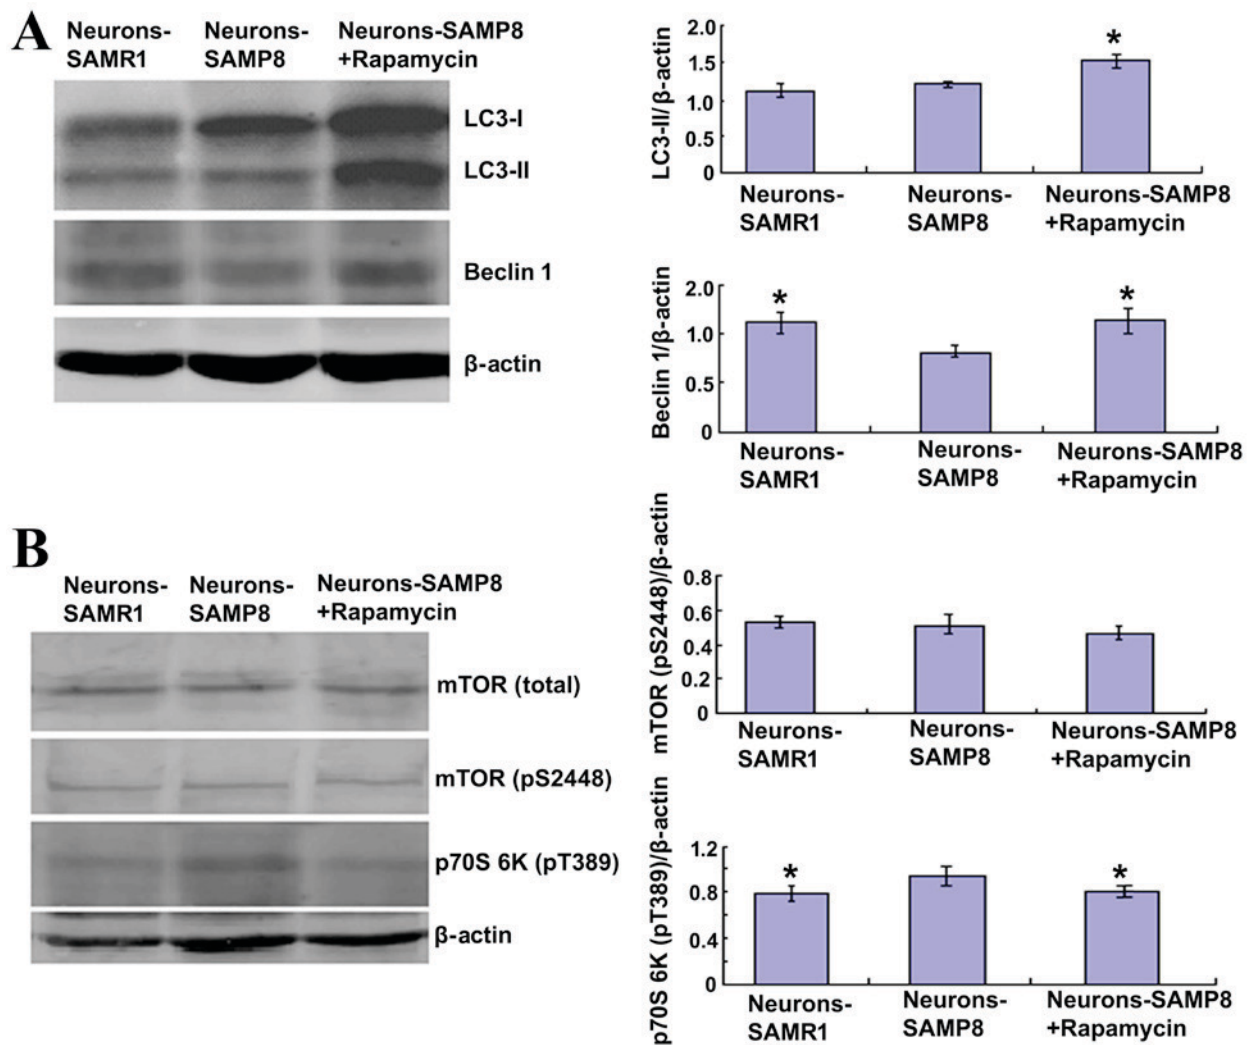 A
Neurons-
SAMR1
Neurons-
SAMP8
Neurons-SAMP8
+Rapamycin
LC3-I
LC3-II
Beclin 1
β-actin
LC3-II/β-actin
2.0
1.5
1.0
0.5
0
*
Neurons-
SAMR1
Neurons-
SAMP8
Neurons-SAMP8
+Rapamycin
Beclin 1/β-actin
2.0
1.0
0.5
0
*
*
Neurons-
SAMR1
Neurons-
SAMP8
Neurons-SAMP8
+Rapamycin
B
Neurons-
SAMR1
Neurons-
SAMP8
Neurons-SAMP8
+Rapamycin
mTOR (total)
mTOR (pS2448)
p70S 6K (pT389)
β-actin
mTOR (pS2448)/β-actin
0.8
0.6
0.4
0.2
0
Neurons-
SAMR1
Neurons-
SAMP8
Neurons-SAMP8
+Rapamycin
p70S 6K (pT389)/β-actin
1.2
0.8
0.4
0
*
*
Neurons-
SAMR1
Neurons-
SAMP8
Neurons-SAMP8
+Rapamycin